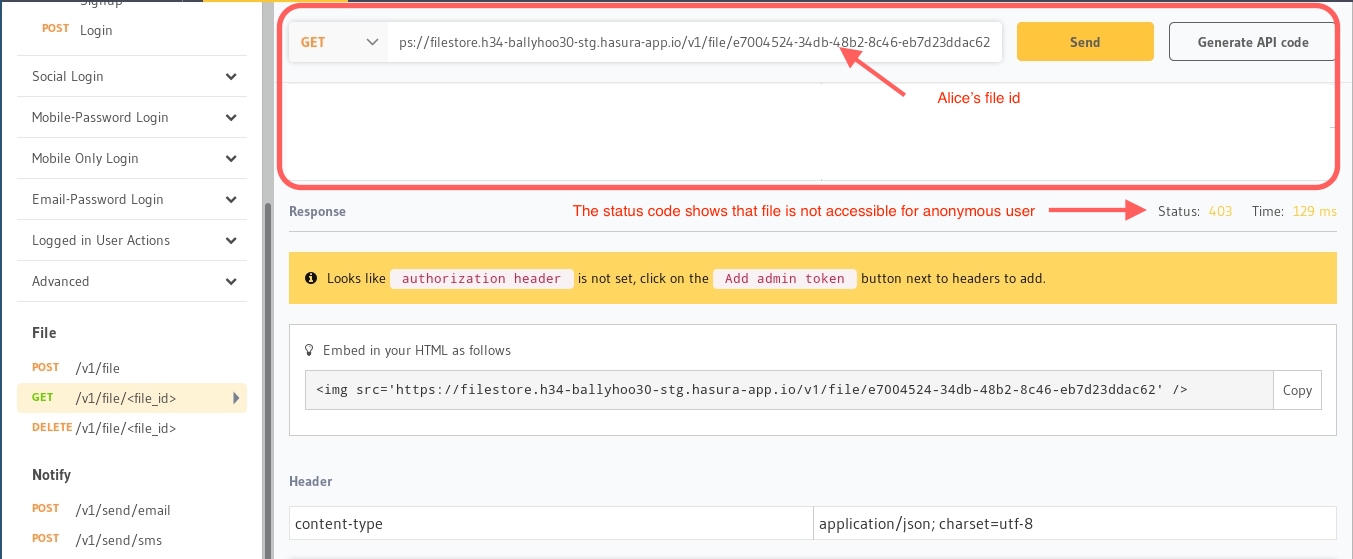 Signup
POST Login
Social Login
Mobile-Password Login
Mobile Only Login
Email-Password Login
Logged in User Actions
Advanced
File
POST /v1/file
GET /v1/file/<file_id>
DELETE /v1/file/<file_id>
Notify
POST /v1/send/email
POST /v1/send/sms
GET ps://filestore.h34-ballyhoo30-stg.hasura-app.io/v1/file/e7004524-34db-48b2-8c46-eb7d23ddac62 Send Generate API code
Alice's file id
Response The status code shows that file is not accessible for anonymous user Status: 403 Time: 129 ms
Looks like authorization header is not set, click on the Add admin token button next to headers to add.
Embed in your HTML as follows
<img src='https://filestore.h34-ballyhoo30-stg.hasura-app.io/v1/file/e7004524-34db-48b2-8c46-eb7d23ddac62' /> Copy
Header
content-type application/json; charset=utf-8